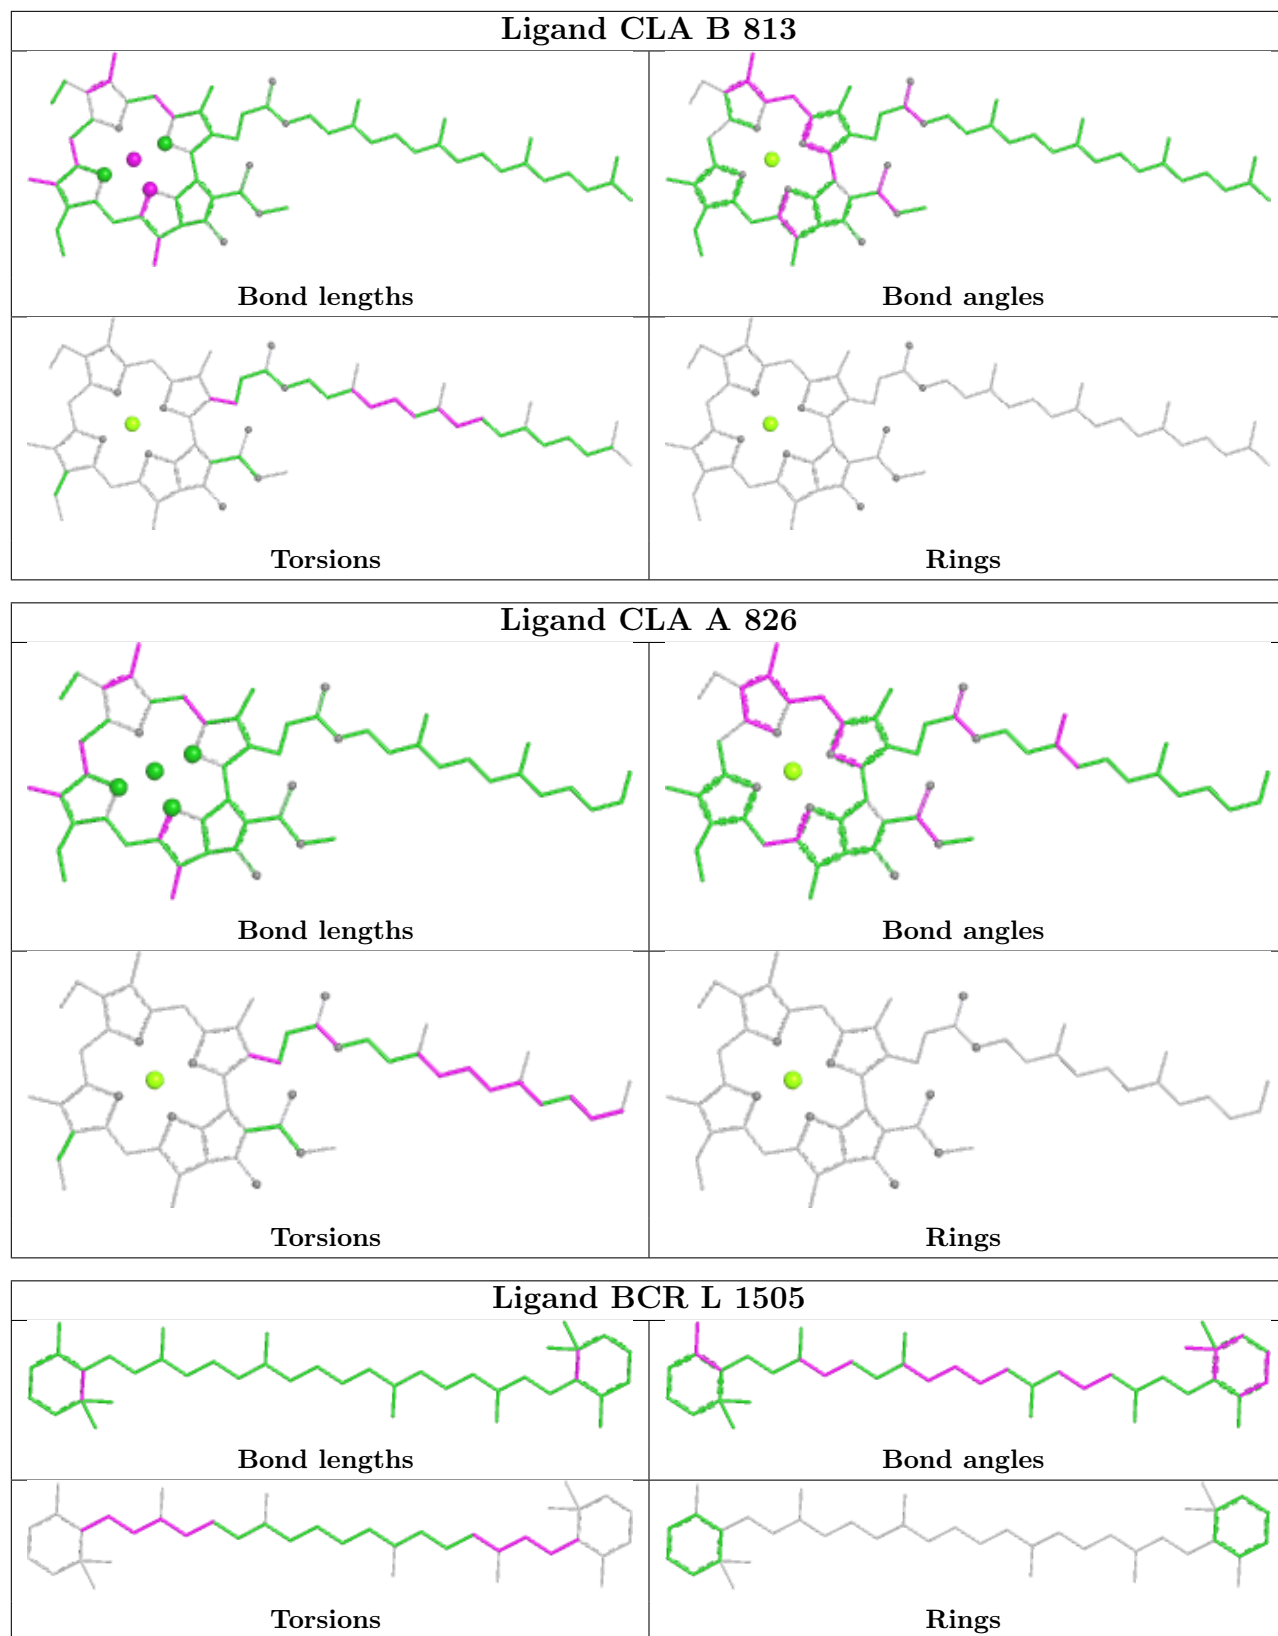 Ligand CLA B 813
Bond lengths
Bond angles
Torsions
Rings
Ligand CLA A 826
Bond lengths
Bond angles
Torsions
Rings
Ligand BCR L 1505
Bond lengths
Bond angles
Torsions
Rings